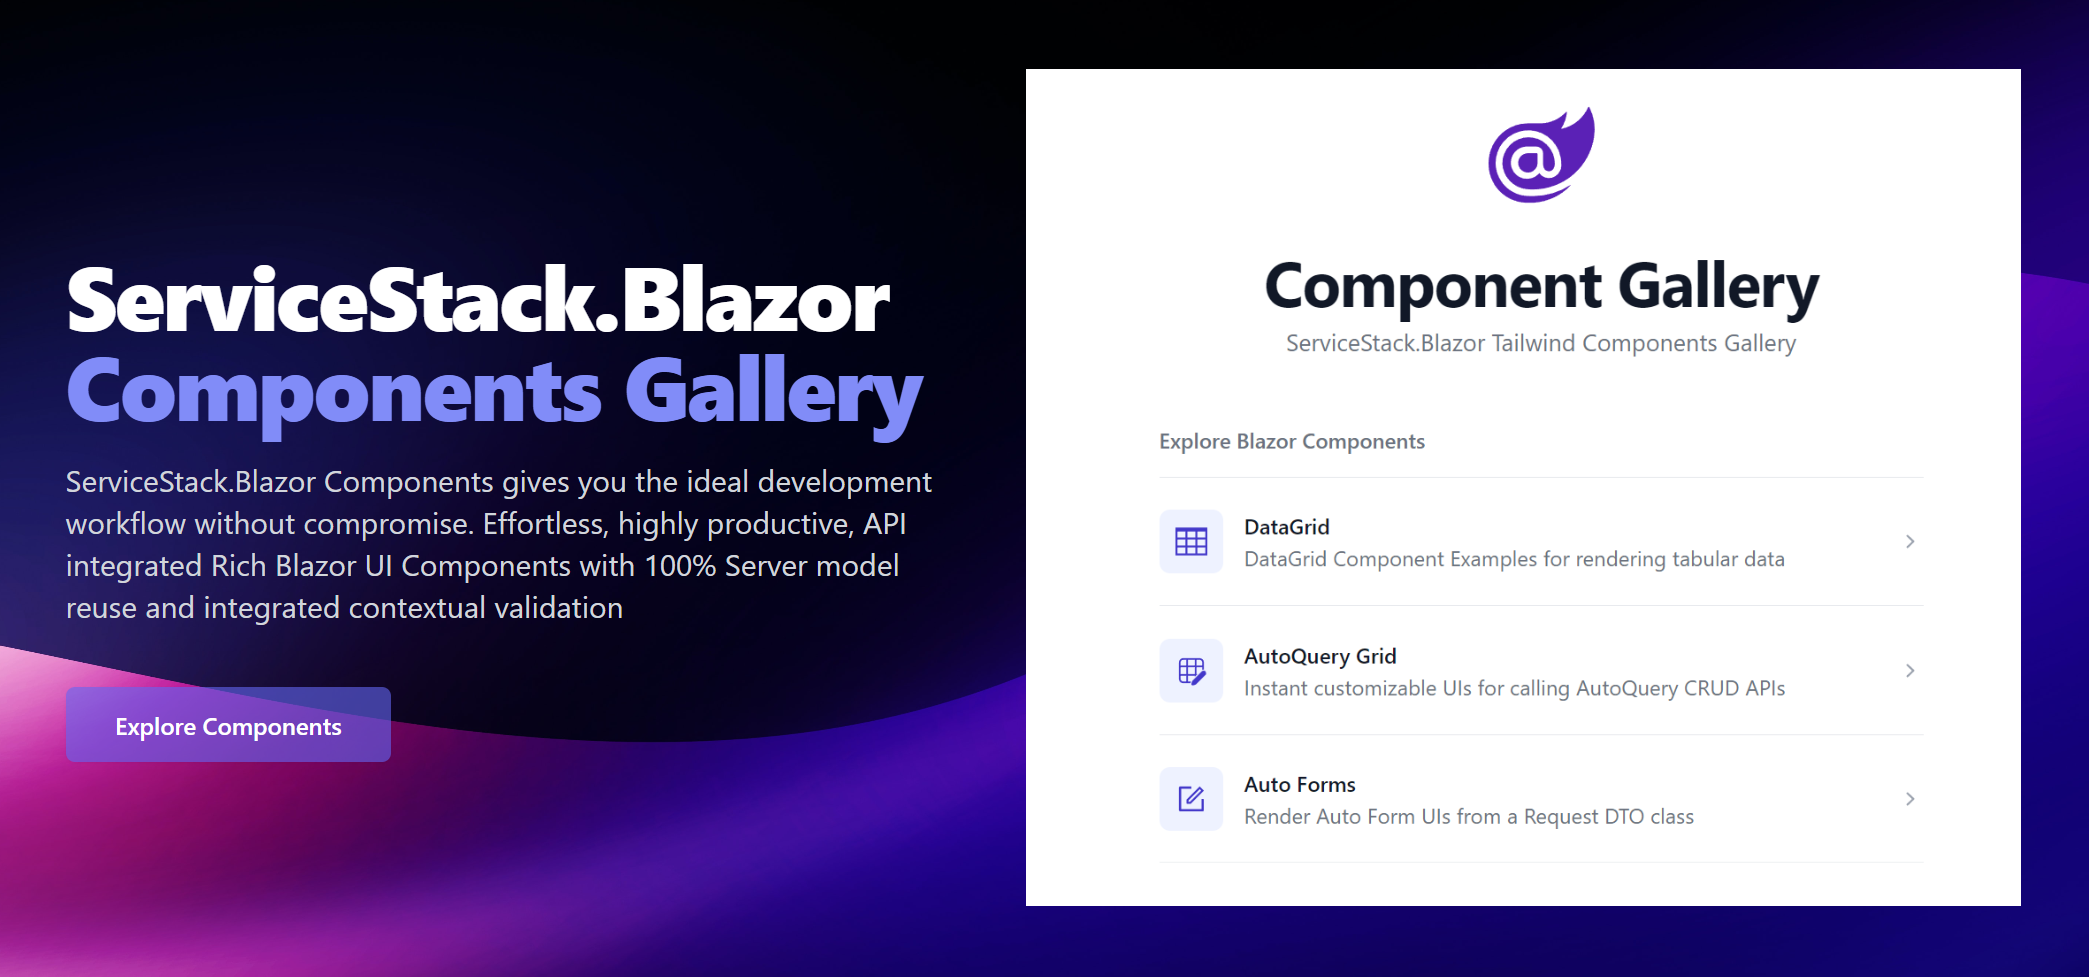 ServiceStack.Blazor
Components Gallery
ServiceStack.Blazor Components gives you the ideal development
workflow without compromise. Effortless, highly productive, API
integrated Rich Blazor UI Components with 100% Server model
reuse and integrated contextual validation
Explore Components
@
Component Gallery
ServiceStack.Blazor Tailwind Components Gallery
Explore Blazor Components
DataGrid
DataGrid Component Examples for rendering tabular data
AutoQuery Grid
Instant customizable UIs for calling AutoQuery CRUD APIs
Auto Forms
Render Auto Form UIs from a Request DTO class